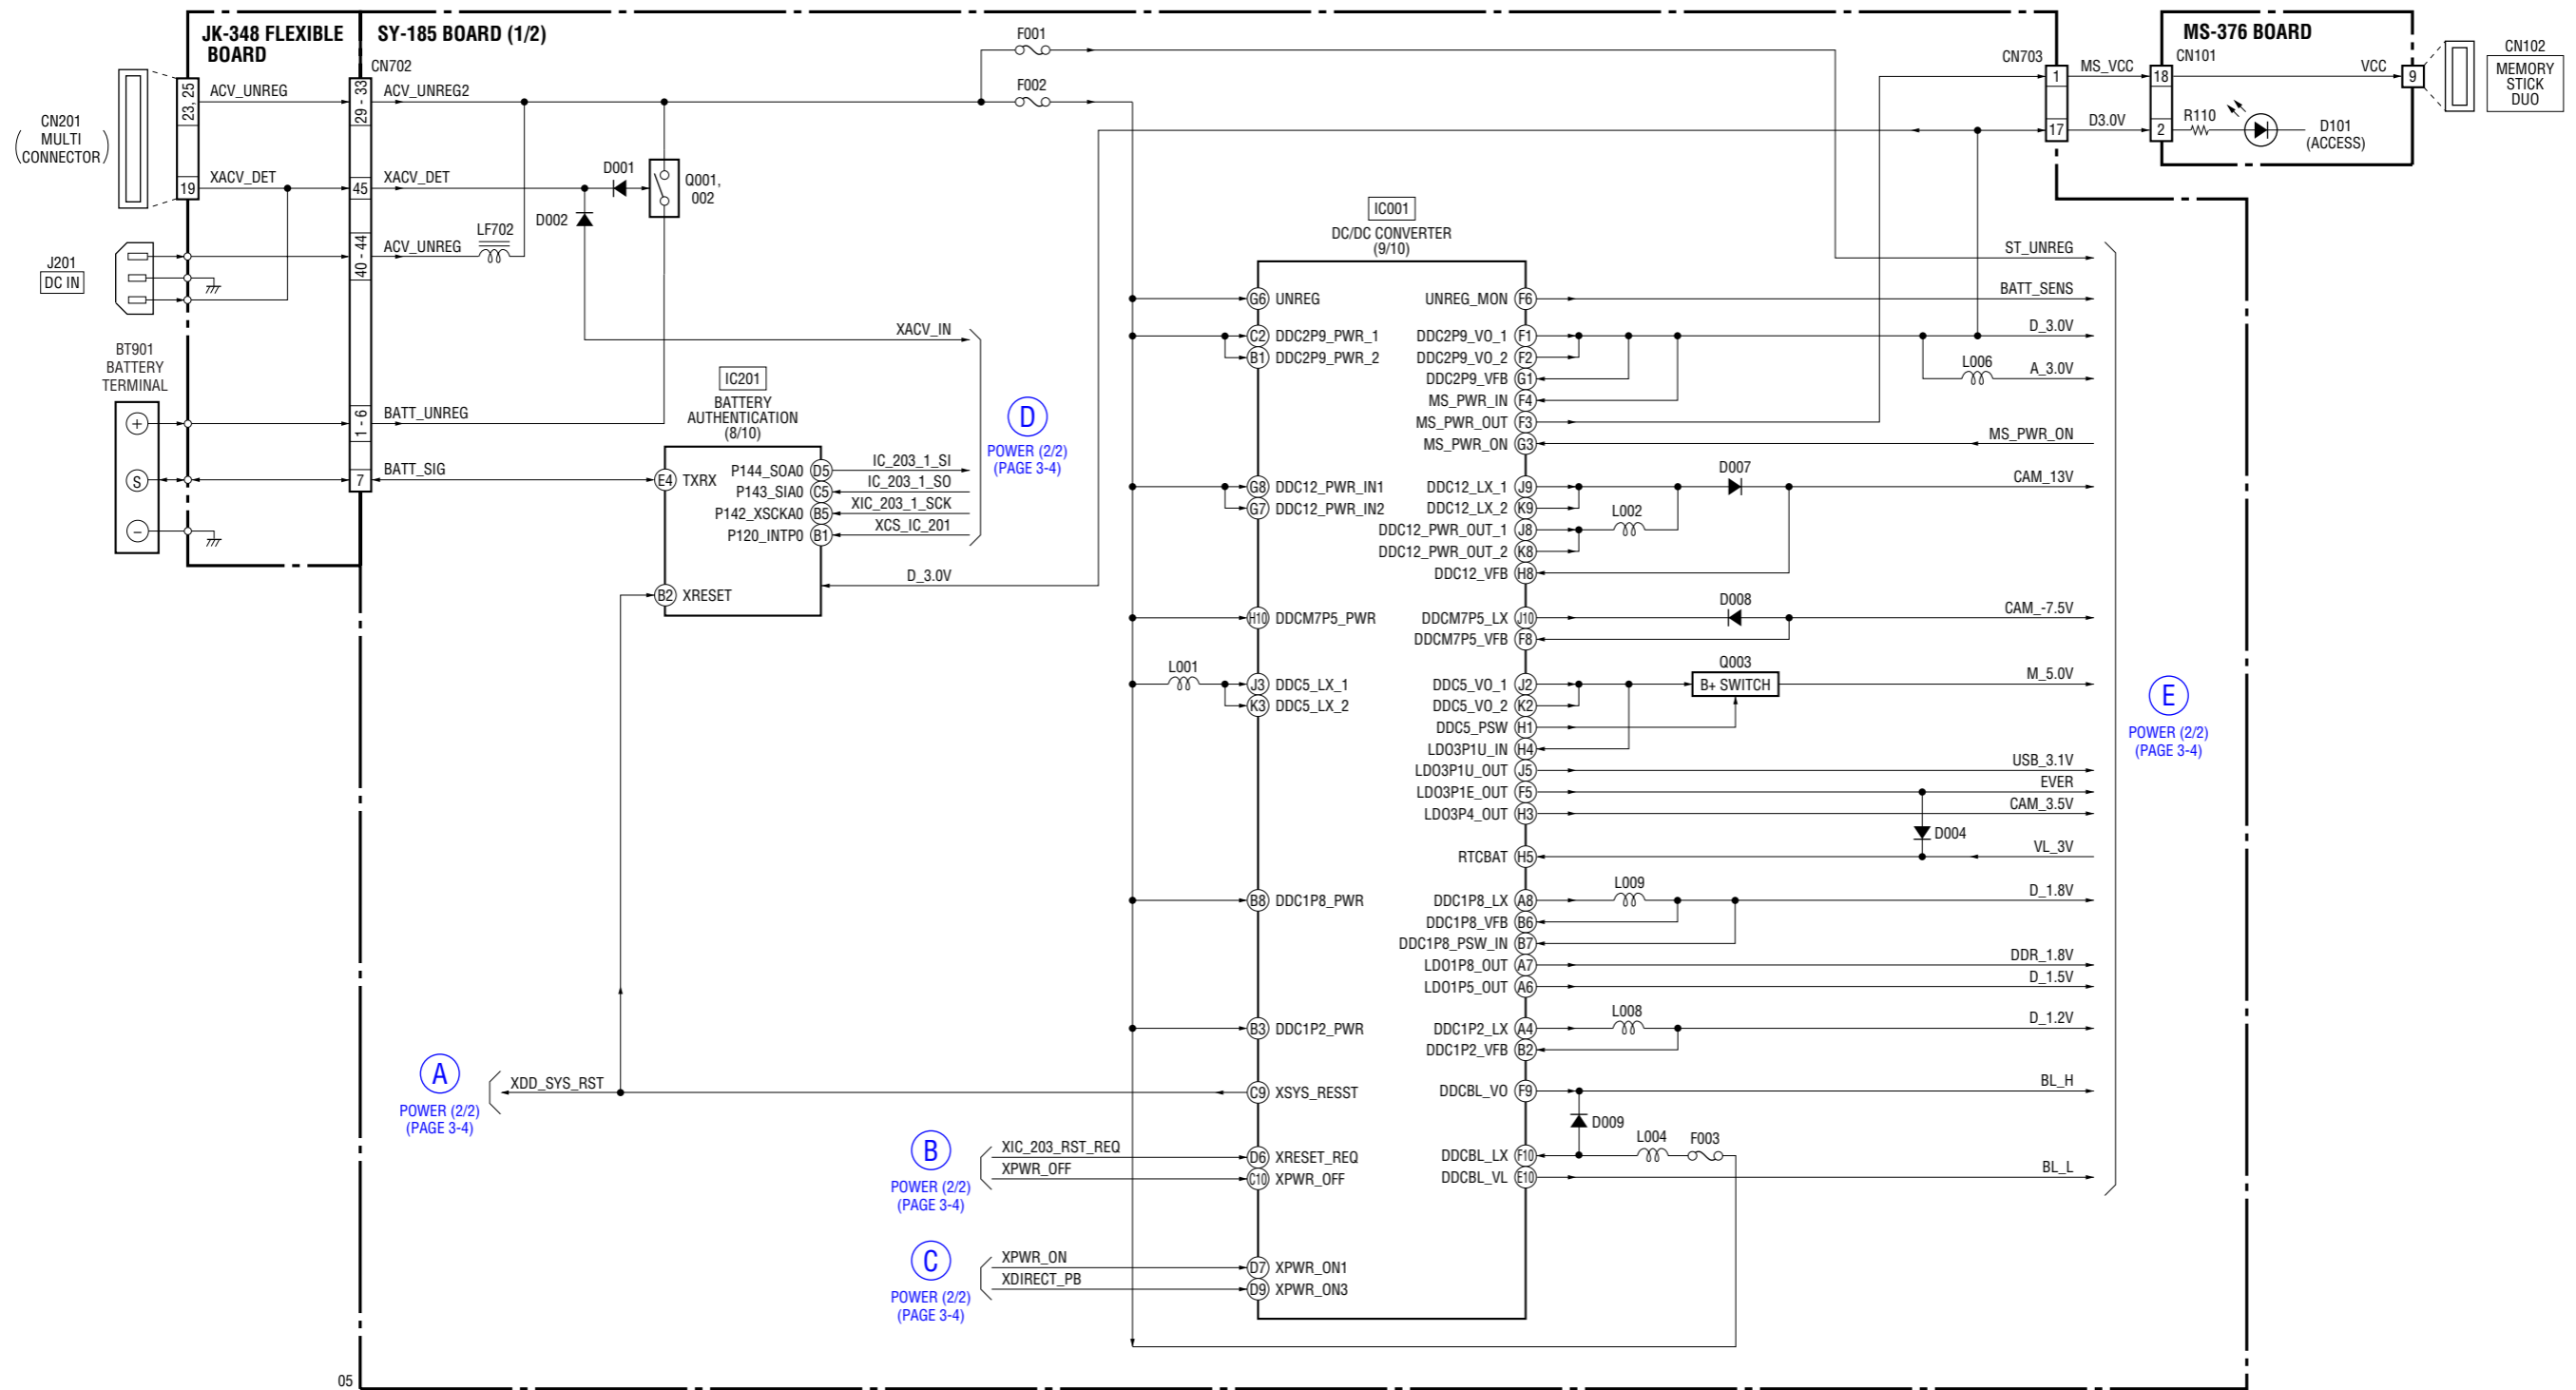 JK-348 FLEXIBLE
BOARD
SY-185 BOARD (1/2)
MS-376 BOARD
CN201
MULTI
CONNECTOR
23, 25
19
ACV_UNREG
XACV_DET
J201
DC IN
BT901
BATTERY
TERMINAL
+
S
−
CN702
29 - 33
45
40 - 44
1 - 6
7
ACV_UNREG2
XACV_DET
ACV_UNREG
BATT_UNREG
BATT_SIG
LF702
D001
D002
Q001,
002
F001
F002
XACV_IN
IC201
BATTERY
AUTHENTICATION
(8/10)
E4 TXRX
B2 XRESET
P144_SOA0 D5
P143_SIA0 C5
P142_XSCKA0 B5
P120_INTP0 B1
IC_203_1_SI
IC_203_1_SO
XIC_203_1_SCK
XCS_IC_201
D_3.0V
D
POWER (2/2)
(PAGE 3-4)
IC001
DC/DC CONVERTER
(9/10)
G6 UNREG
C2 DDC2P9_PWR_1
B1 DDC2P9_PWR_2
G8 DDC12_PWR_IN1
G7 DDC12_PWR_IN2
H10 DDCM7P5_PWR
L001
J3 DDC5_LX_1
K3 DDC5_LX_2
B8 DDC1P8_PWR
B3 DDC1P2_PWR
C9 XSYS_RESST
D6 XRESET_REQ
C10 XPWR_OFF
D7 XPWR_ON1
D9 XPWR_ON3
UNREG_MON F6
DDC2P9_VO_1 F1
DDC2P9_VO_2 F2
DDC2P9_VFB G1
MS_PWR_IN F4
MS_PWR_OUT F3
MS_PWR_ON G3
DDC12_LX_1 J9
DDC12_LX_2 K9
DDC12_PWR_OUT_1 J8
DDC12_PWR_OUT_2 K8
DDC12_VFB H8
DDCM7P5_LX J10
DDCM7P5_VFB F8
DDC5_VO_1 J2
DDC5_VO_2 K2
DDC5_PSW H1
LDO3P1U_IN H4
LDO3P1U_OUT J5
LDO3P1E_OUT F5
LDO3P4_OUT H3
RTCBAT H5
DDC1P8_LX A8
DDC1P8_VFB B6
DDC1P8_PSW_IN B7
LDO1P8_OUT A7
LDO1P5_OUT A6
DDC1P2_LX A4
DDC1P2_VFB B2
DDCBL_VO F9
DDCBL_LX F10
DDCBL_VL E10
D007
L002
D008
Q003
B+ SWITCH
L006
D004
L009
L008
D009
L004
F003
ST_UNREG
BATT_SENS
D_3.0V
A_3.0V
MS_PWR_ON
CAM_13V
CAM_-7.5V
M_5.0V
USB_3.1V
EVER
CAM_3.5V
VL_3V
D_1.8V
DDR_1.8V
D_1.5V
D_1.2V
BL_H
BL_L
E
POWER (2/2)
(PAGE 3-4)
CN703
1
17
MS_VCC
D3.0V
CN101
18
2
R110
D101
(ACCESS)
VCC
9
CN102
MEMORY
STICK
DUO
A
POWER (2/2)
(PAGE 3-4)
XDD_SYS_RST
B
POWER (2/2)
(PAGE 3-4)
XIC_203_RST_REQ
XPWR_OFF
C
POWER (2/2)
(PAGE 3-4)
XPWR_ON
XDIRECT_PB
05